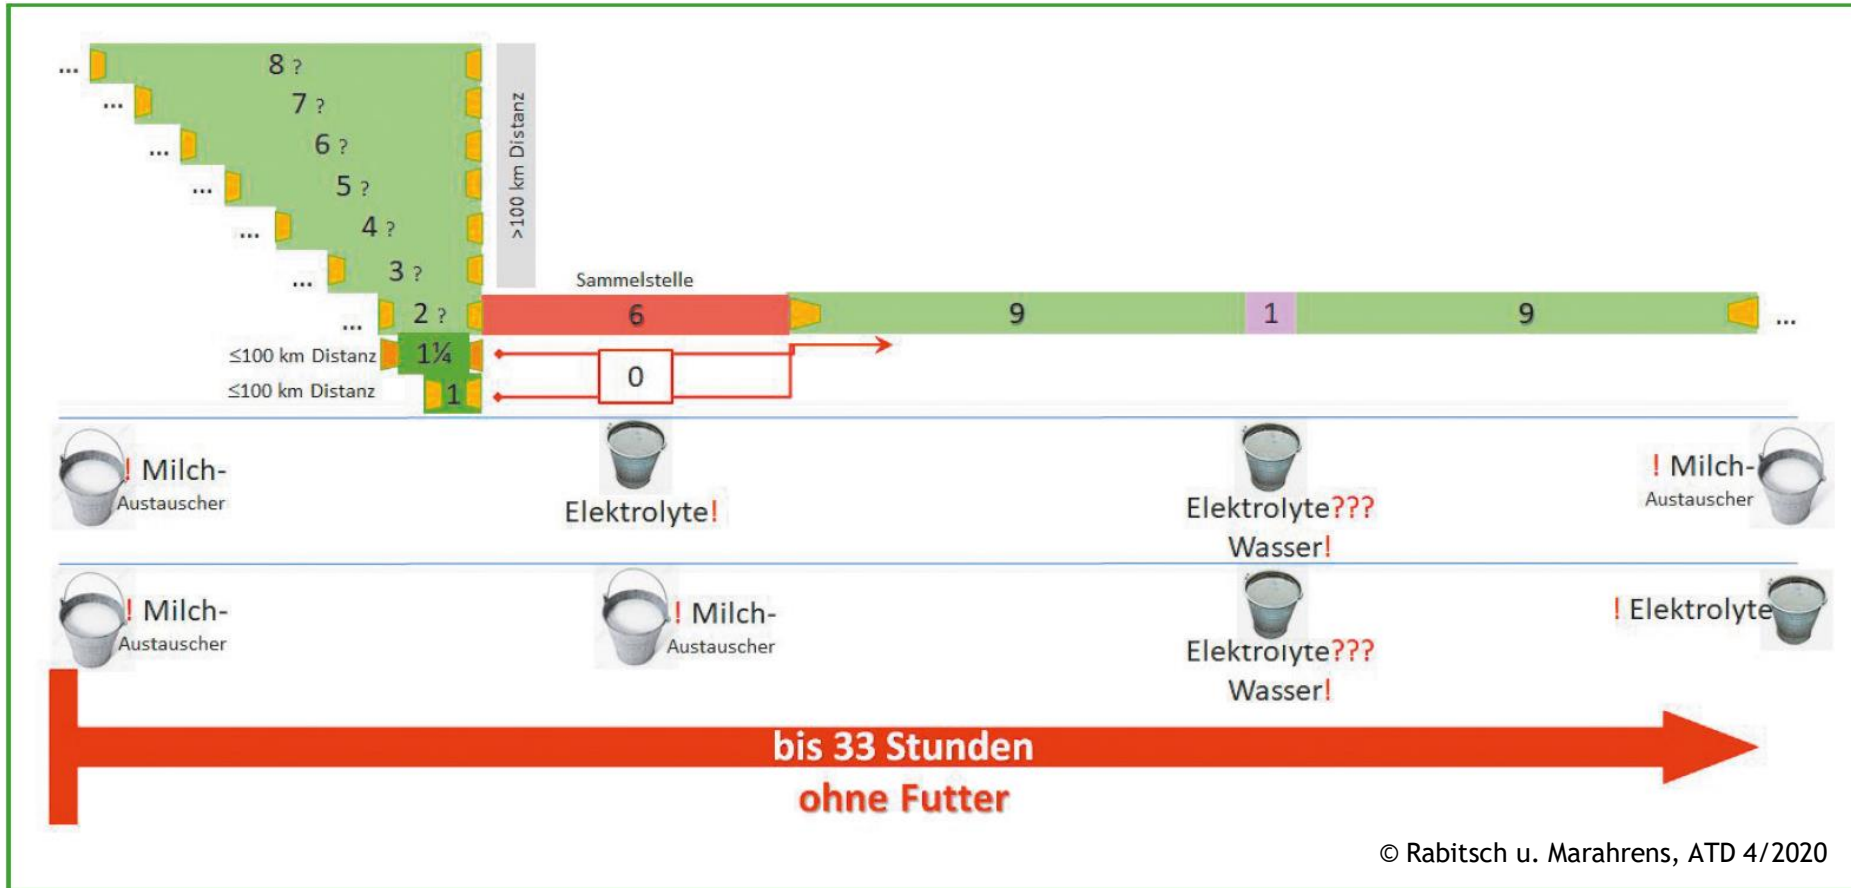 ... 8 ?
... 7 ?
... 6 ?
... 5 ?
... 4 ?
... 3 ?
>100 km Distanz
Sammelstelle
... 2 ? 6 9 1 9 ...
≤100 km Distanz 1¼
0
≤100 km Distanz 1
! Milch-
Austauscher
Elektrolyte!
Elektrolyte???
Wasser!
! Milch-
Austauscher
! Milch-
Austauscher
! Milch-
Austauscher
Elektrolyte???
Wasser!
! Elektrolyte
bis 33 Stunden
ohne Futter
© Rabitsch u. Marahrens, ATD 4/2020